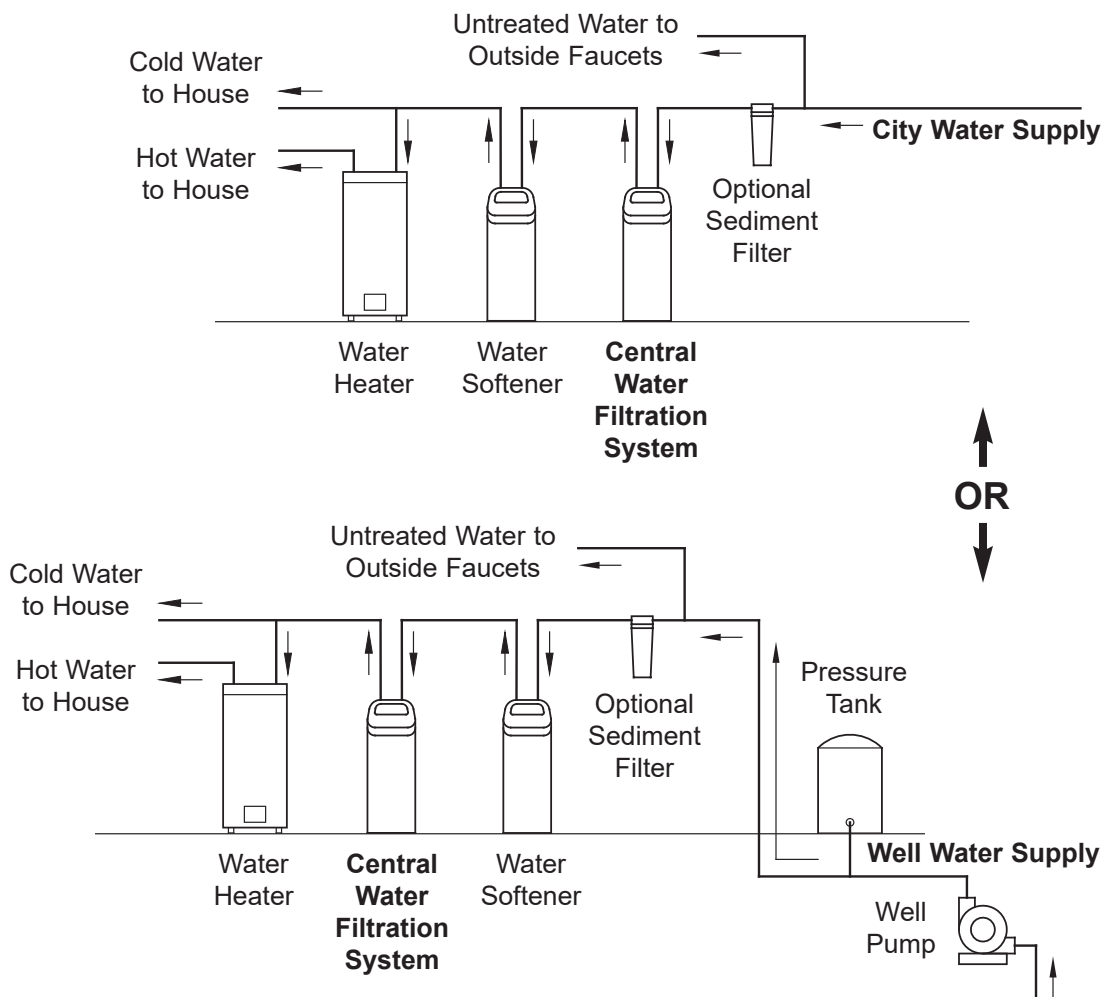 Untreated Water to
Outside Faucets
Cold Water
to House
City Water Supply
Hot Water
to House
Optional
Sediment
Filter
Water
Heater
Water
Softener
Central
Water
Filtration
System
OR
Untreated Water to
Outside Faucets
Cold Water
to House
Hot Water
to House
Pressure
Tank
Optional
Sediment
Filter
Well Water Supply
Water
Heater
Central
Water
Filtration
System
Water
Softener
Well
Pump